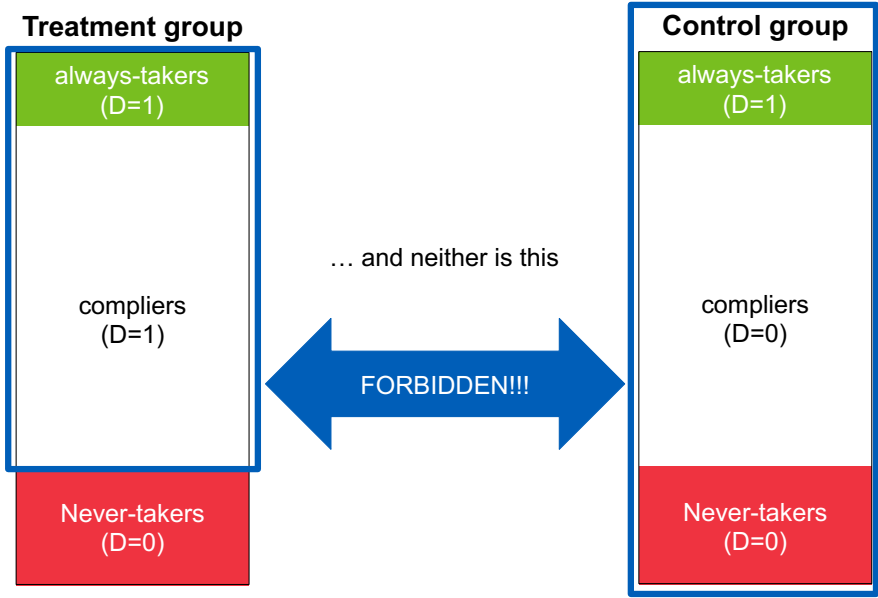 Treatment group
always-takers
(D=1)
compliers
(D=1)
Never-takers
(D=0)
… and neither is this
FORBIDDEN!!!
Control group
always-takers
(D=1)
compliers
(D=0)
Never-takers
(D=0)